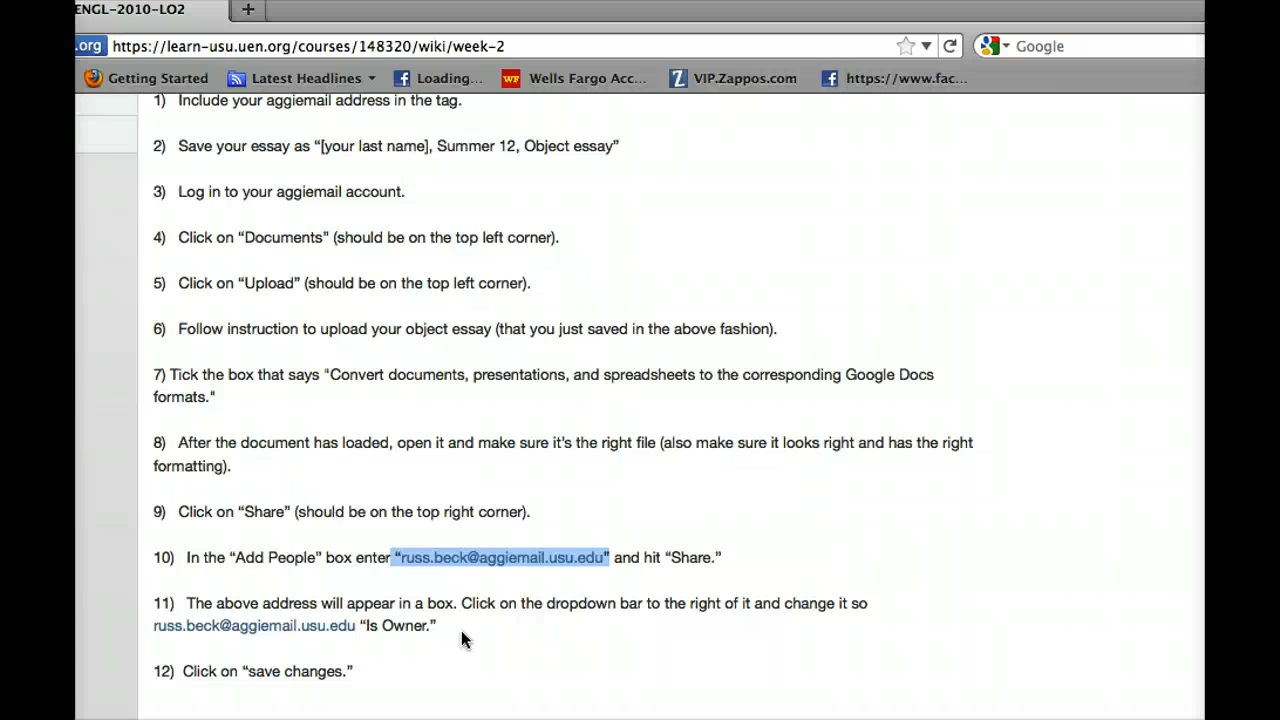 ENGL-2010-LO2
+
.org https://learn-usu.uen.org/courses/148320/wiki/week-2
Google
Getting Started Latest Headlines Loading... WF Wells Fargo Acc... Z VIP.Zappos.com f https://www.fac...
1) Include your aggiemail address in the tag.
2) Save your essay as “[your last name], Summer 12, Object essay”
3) Log in to your aggiemail account.
4) Click on “Documents” (should be on the top left corner).
5) Click on “Upload” (should be on the top left corner).
6) Follow instruction to upload your object essay (that you just saved in the above fashion).
7) Tick the box that says "Convert documents, presentations, and spreadsheets to the corresponding Google Docs
formats."
8) After the document has loaded, open it and make sure it's the right file (also make sure it looks right and has the right
formatting).
9) Click on “Share” (should be on the top right corner).
10) In the “Add People” box enter “russ.beck@aggiemail.usu.edu” and hit “Share.”
11) The above address will appear in a box. Click on the dropdown bar to the right of it and change it so
russ.beck@aggiemail.usu.edu “Is Owner.”
12) Click on “save changes.”